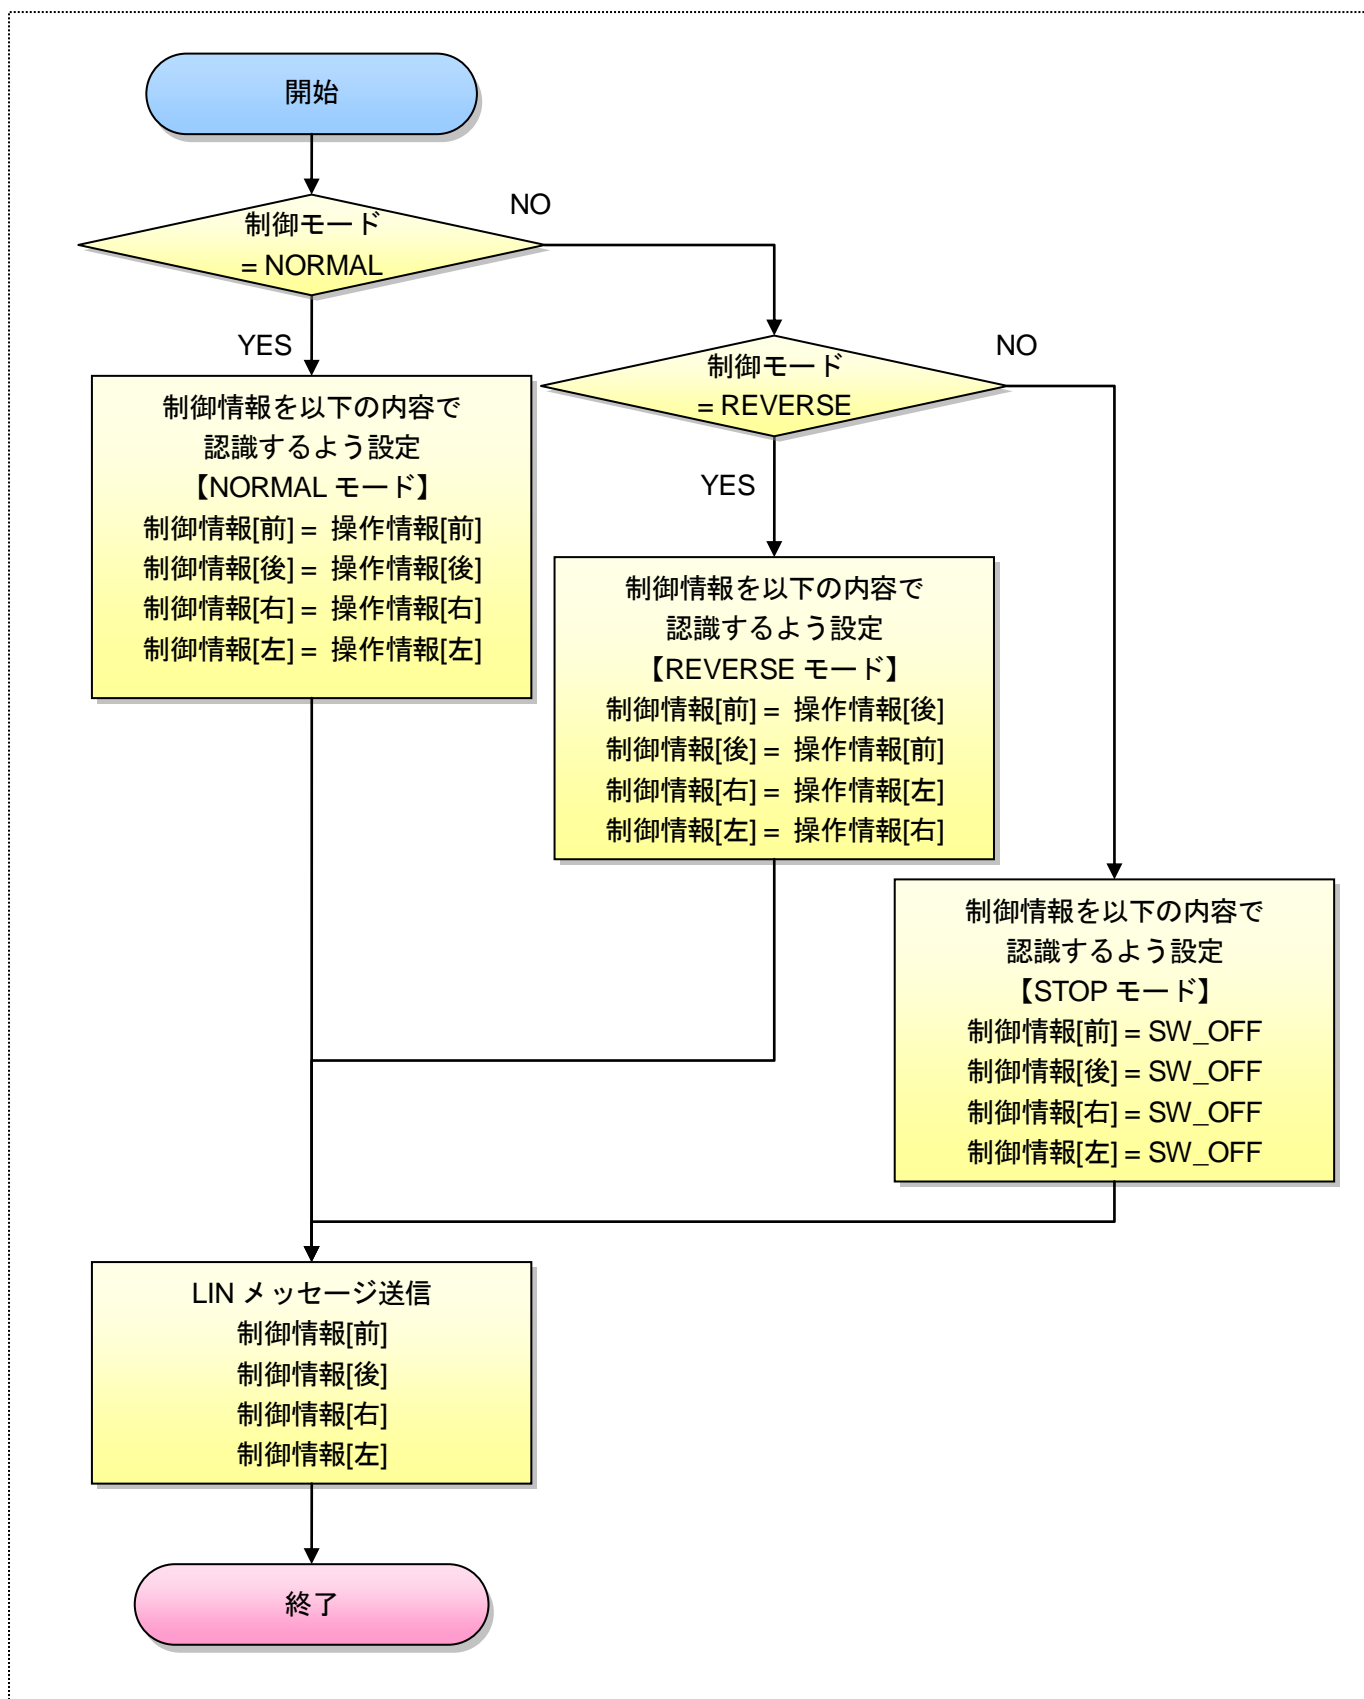 開始
制御モード
= NORMAL
NO
YES
制御情報を以下の内容で
認識するよう設定
【NORMAL モード】
制御情報[前] = 操作情報[前]
制御情報[後] = 操作情報[後]
制御情報[右] = 操作情報[右]
制御情報[左] = 操作情報[左]
制御モード
= REVERSE
NO
YES
制御情報を以下の内容で
認識するよう設定
【REVERSE モード】
制御情報[前] = 操作情報[後]
制御情報[後] = 操作情報[前]
制御情報[右] = 操作情報[左]
制御情報[左] = 操作情報[右]
制御情報を以下の内容で
認識するよう設定
【STOP モード】
制御情報[前] = SW_OFF
制御情報[後] = SW_OFF
制御情報[右] = SW_OFF
制御情報[左] = SW_OFF
LIN メッセージ送信
制御情報[前]
制御情報[後]
制御情報[右]
制御情報[左]
終了